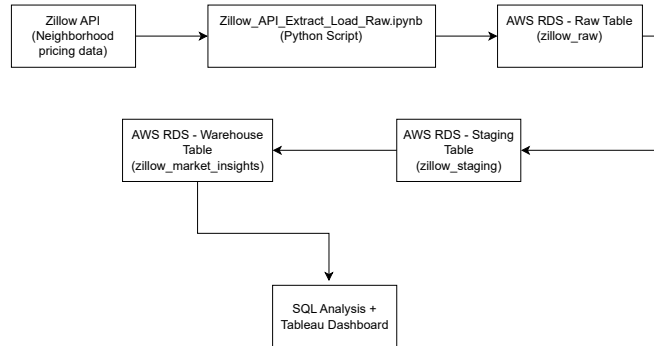 Zillow API
(Neighborhood
pricing data)
Zillow_API_Extract_Load_Raw.ipynb
(Python Script)
AWS RDS - Raw Table
(zillow_raw)
AWS RDS - Warehouse
Table
(zillow_market_insights)
AWS RDS - Staging
Table
(zillow_staging)
SQL Analysis +
Tableau Dashboard